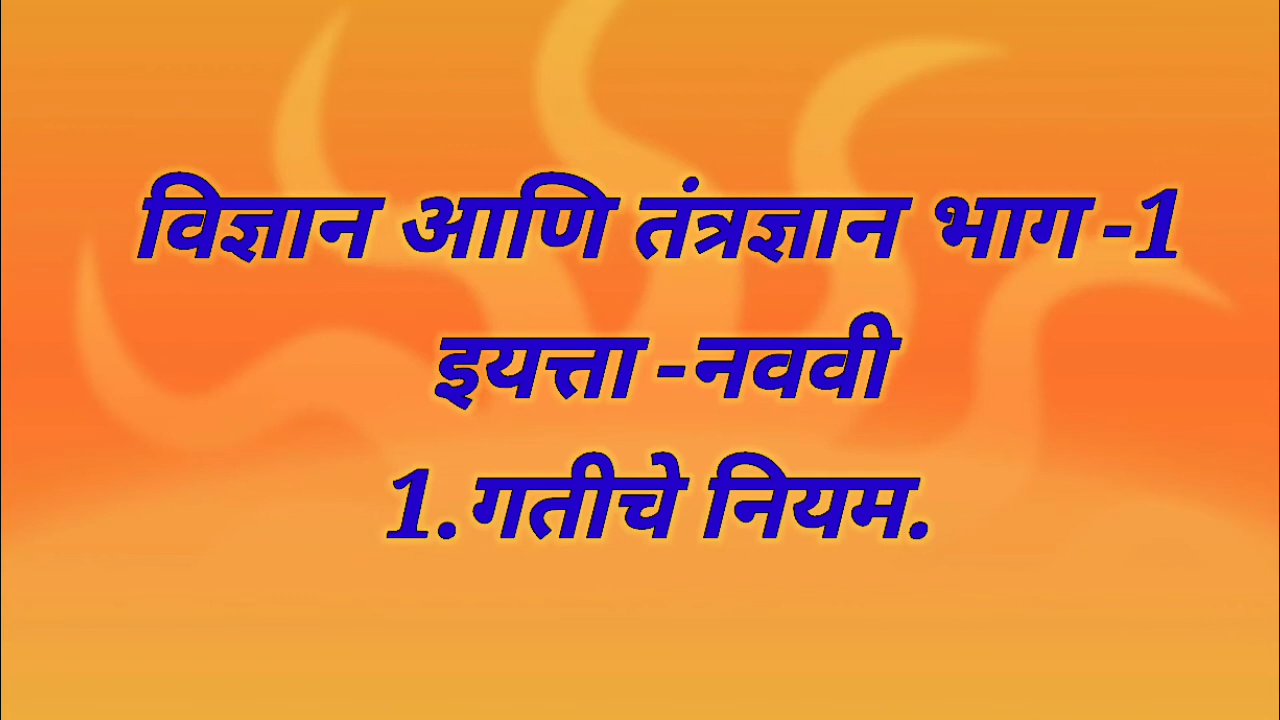 विज्ञान आणि तंत्रज्ञान भाग -1
इयत्ता -नववी
1.गतीचे नियम.